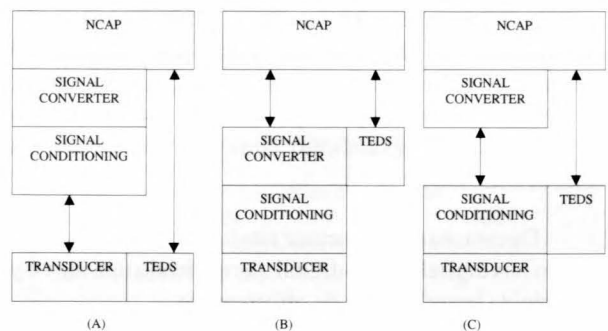 NCAP
SIGNAL
CONVERTER
SIGNAL
CONDITIONING
TRANSDUCER
TEDS
(A)
NCAP
SIGNAL
CONVERTER
TEDS
SIGNAL
CONDITIONING
TRANSDUCER
(B)
NCAP
SIGNAL
CONVERTER
SIGNAL
CONDITIONING
TEDS
TRANSDUCER
(C)